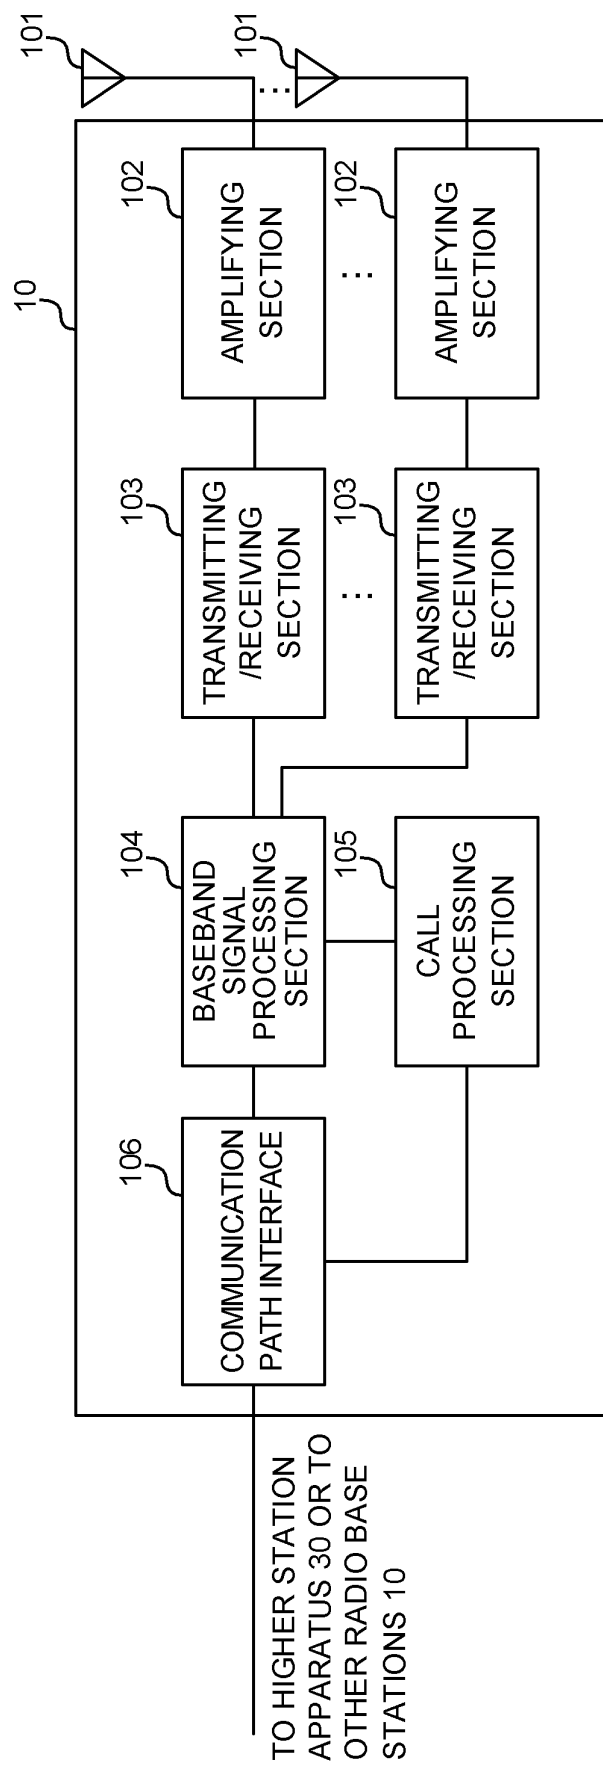 10
101
101
102
AMPLIFYING
SECTION
102
AMPLIFYING
SECTION
...
103
TRANSMITTING
/RECEIVING
SECTION
103
TRANSMITTING
/RECEIVING
SECTION
...
...
104
BASEBAND
SIGNAL
PROCESSING
SECTION
105
CALL
PROCESSING
SECTION
106
COMMUNICATION
PATH INTERFACE
TO HIGHER STATION
APPARATUS 30 OR TO
OTHER RADIO BASE
STATIONS 10